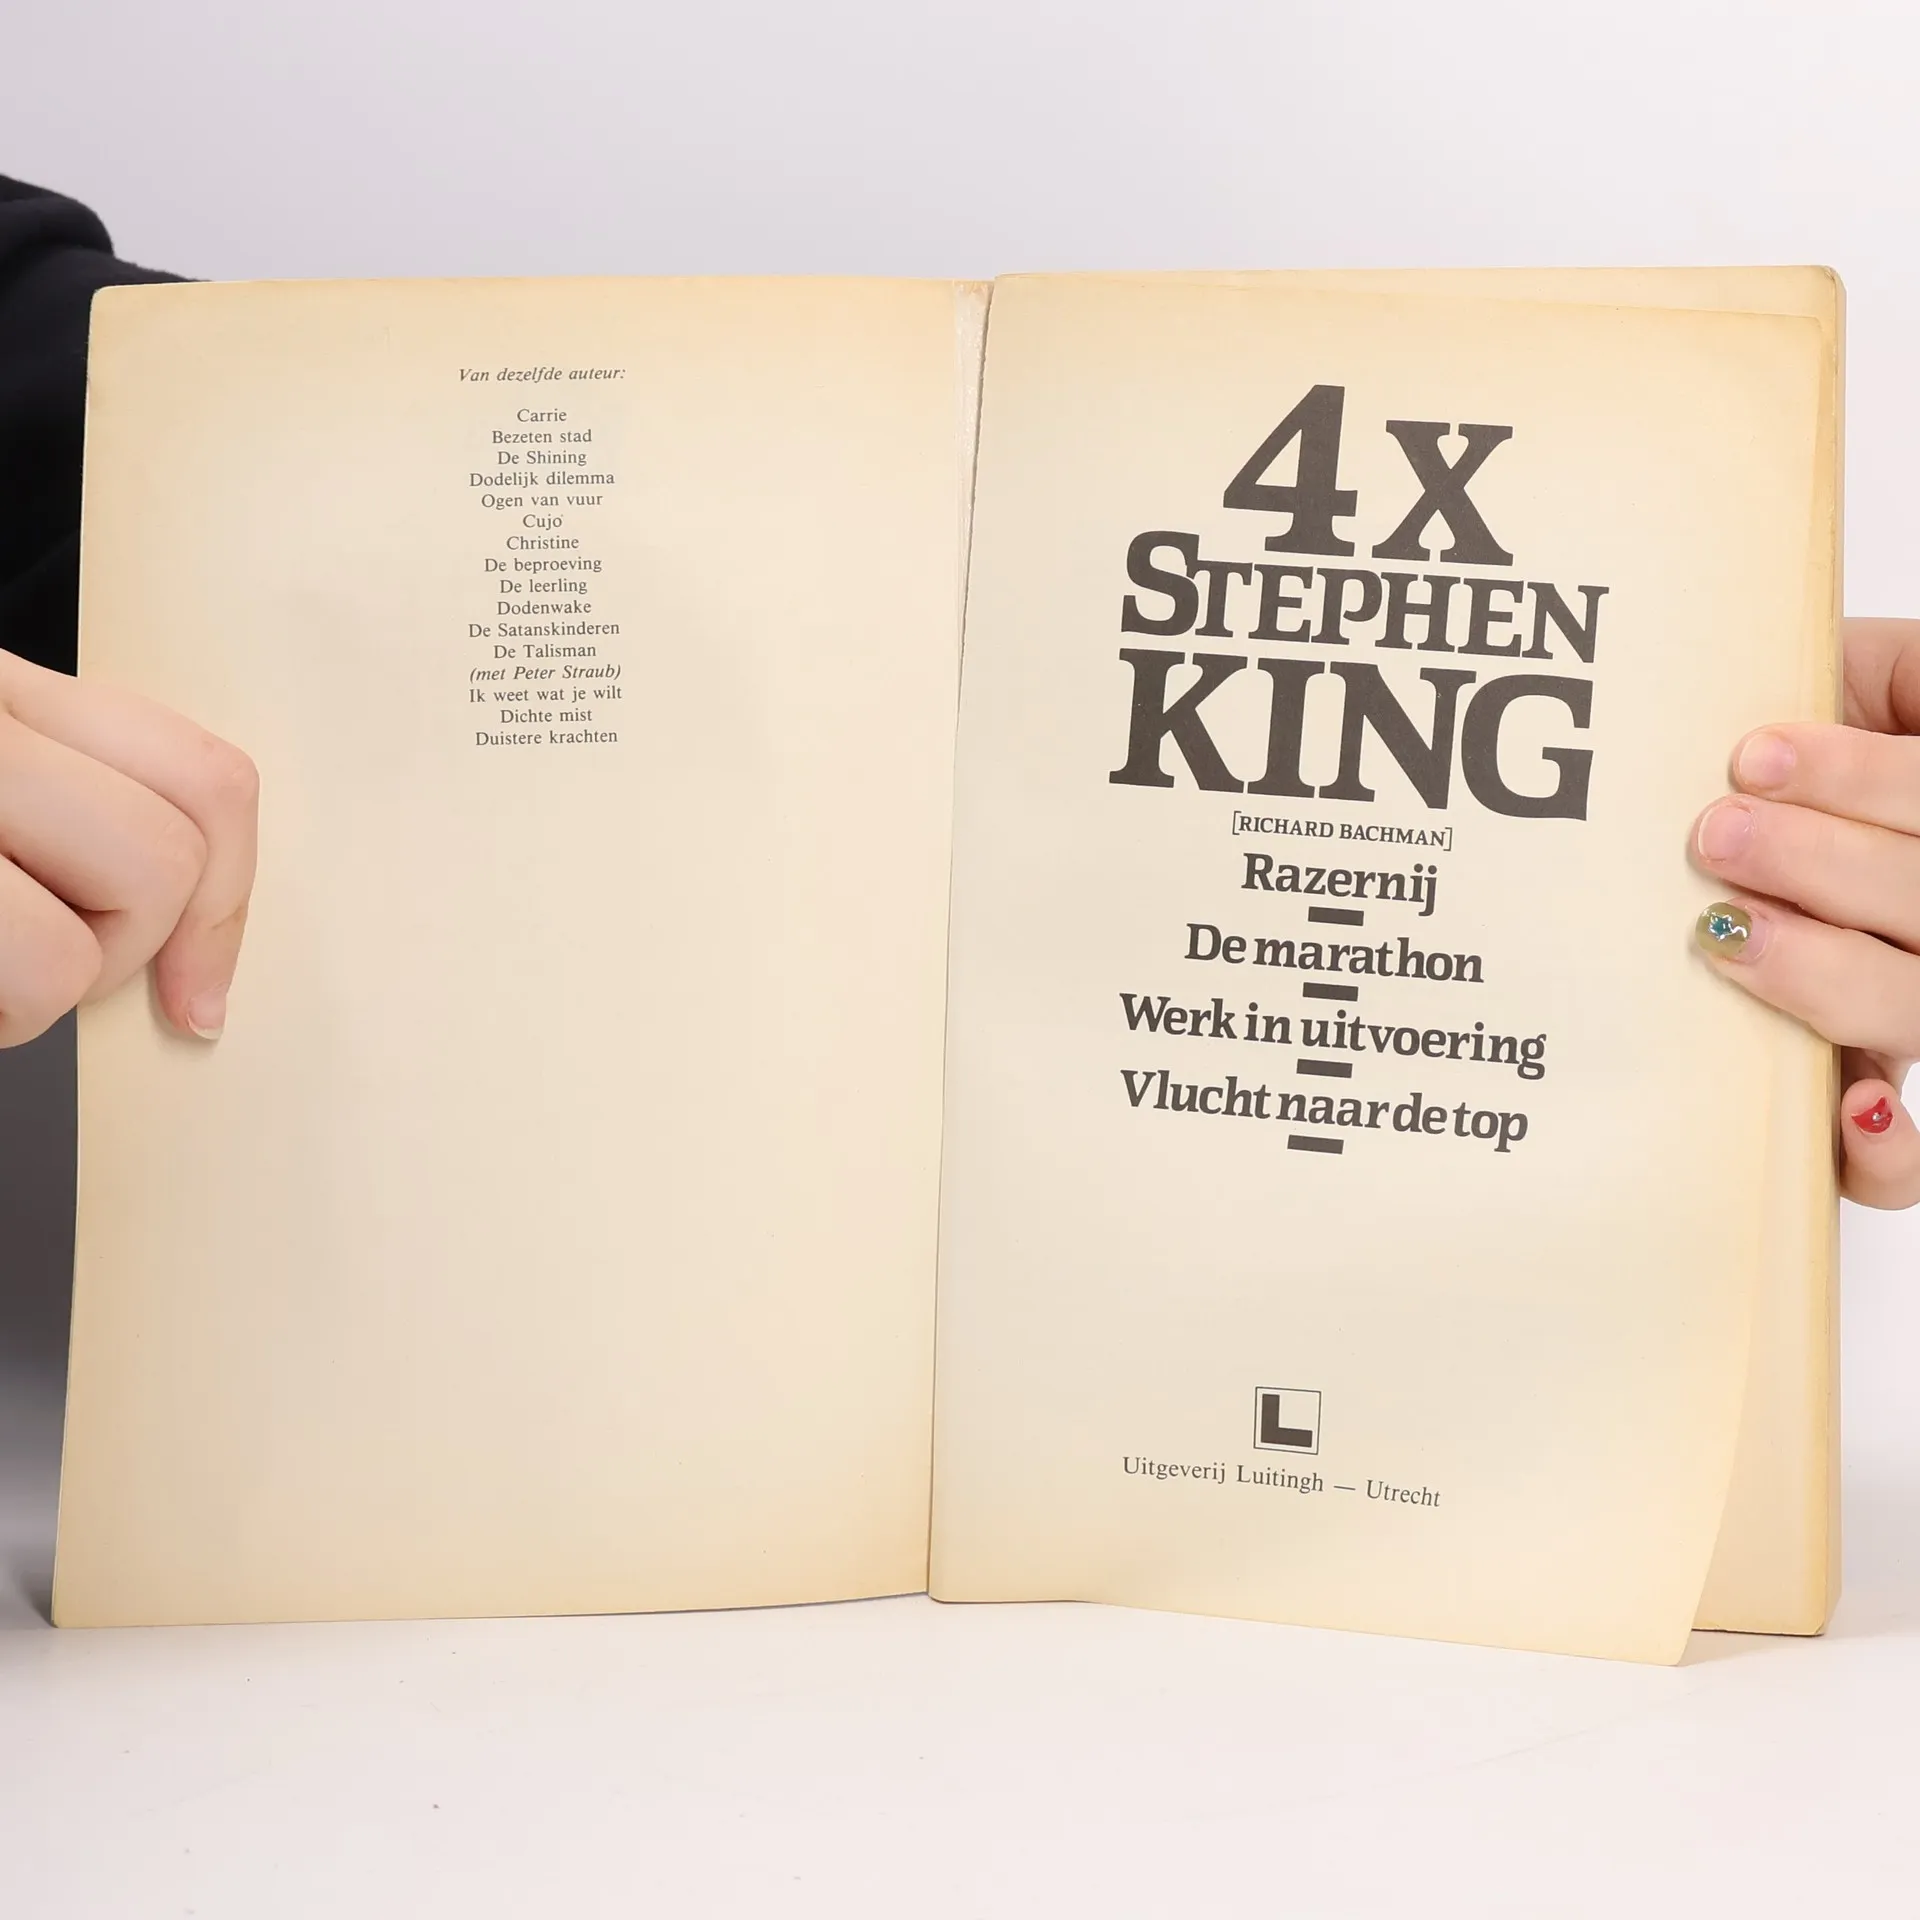 Van dezelfde auteur:
Carrie
Bezeten stad
De Shining
Dodelijk dilemma
Ogen van vuur
Cujo
Christine
De beproeving
De leerling
Dodenwake
De Satanskinderen
De Talisman
(met Peter Straub)
Ik weet wat je wilt
Dichte mist
Duistere krachten
4X
STEPHEN
KING
[RICHARD BACHMAN]
Razernij
De marathon
Werk in uitvoering
Vlucht naar de top
L
Uitgeverij Luitingh — Utrecht